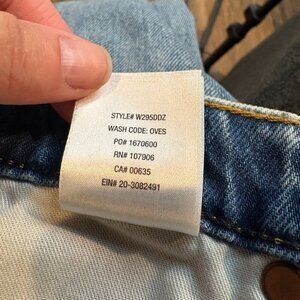 STYLE# W295DDZ
WASH CODE: OVES
PO# 1670600
RN# 107906
CA# 00635
EIN# 20-3082491